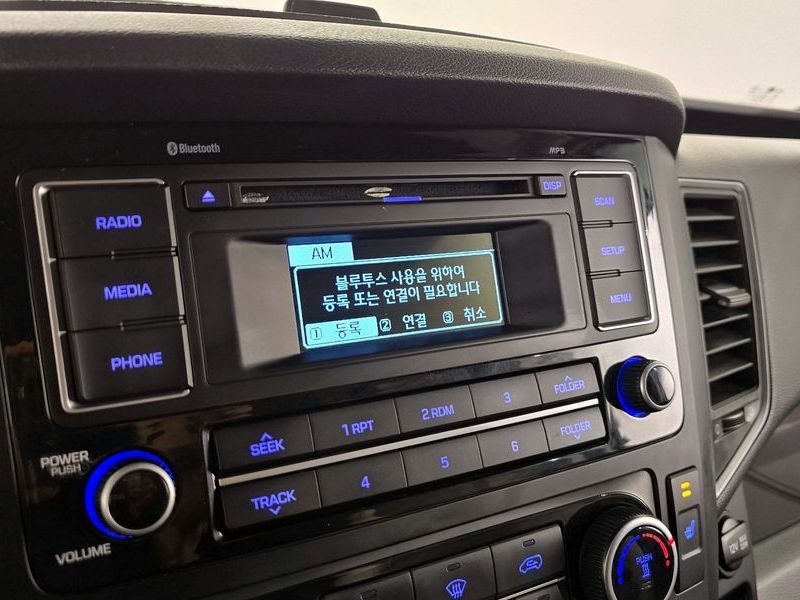 Bluetooth
MP3
DISP
RADIO
MEDIA
PHONE
SCAN
SETUP
MENU
AM
블루투스 사용을 위하여
등록 또는 연결이 필요합니다
① 등록 ② 연결 ③ 취소
SEEK
1 RPT
2 RDM
3
FOLDER
TRACK
4
5
6
FOLDER
POWER
PUSH
VOLUME
PUSH
12V